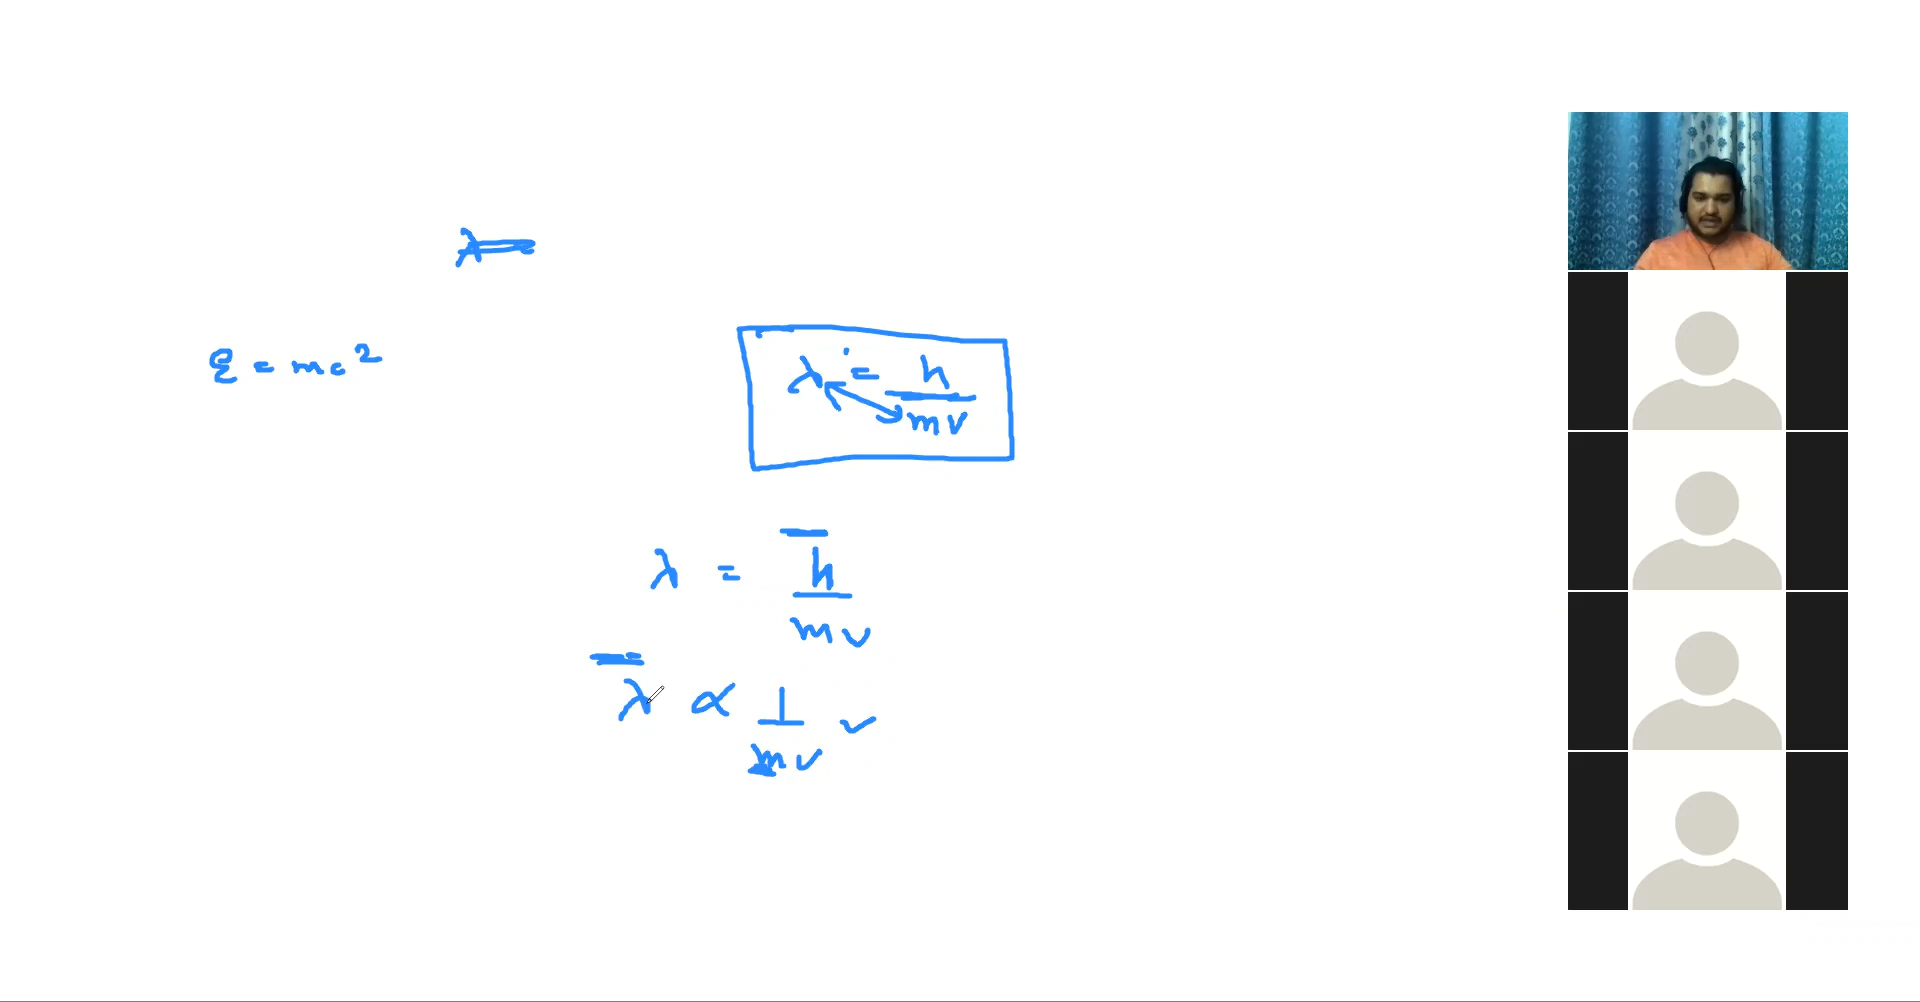 λ=
E = mc²
λ = h/mv
λ = h/mv
λ ∝ 1/mv